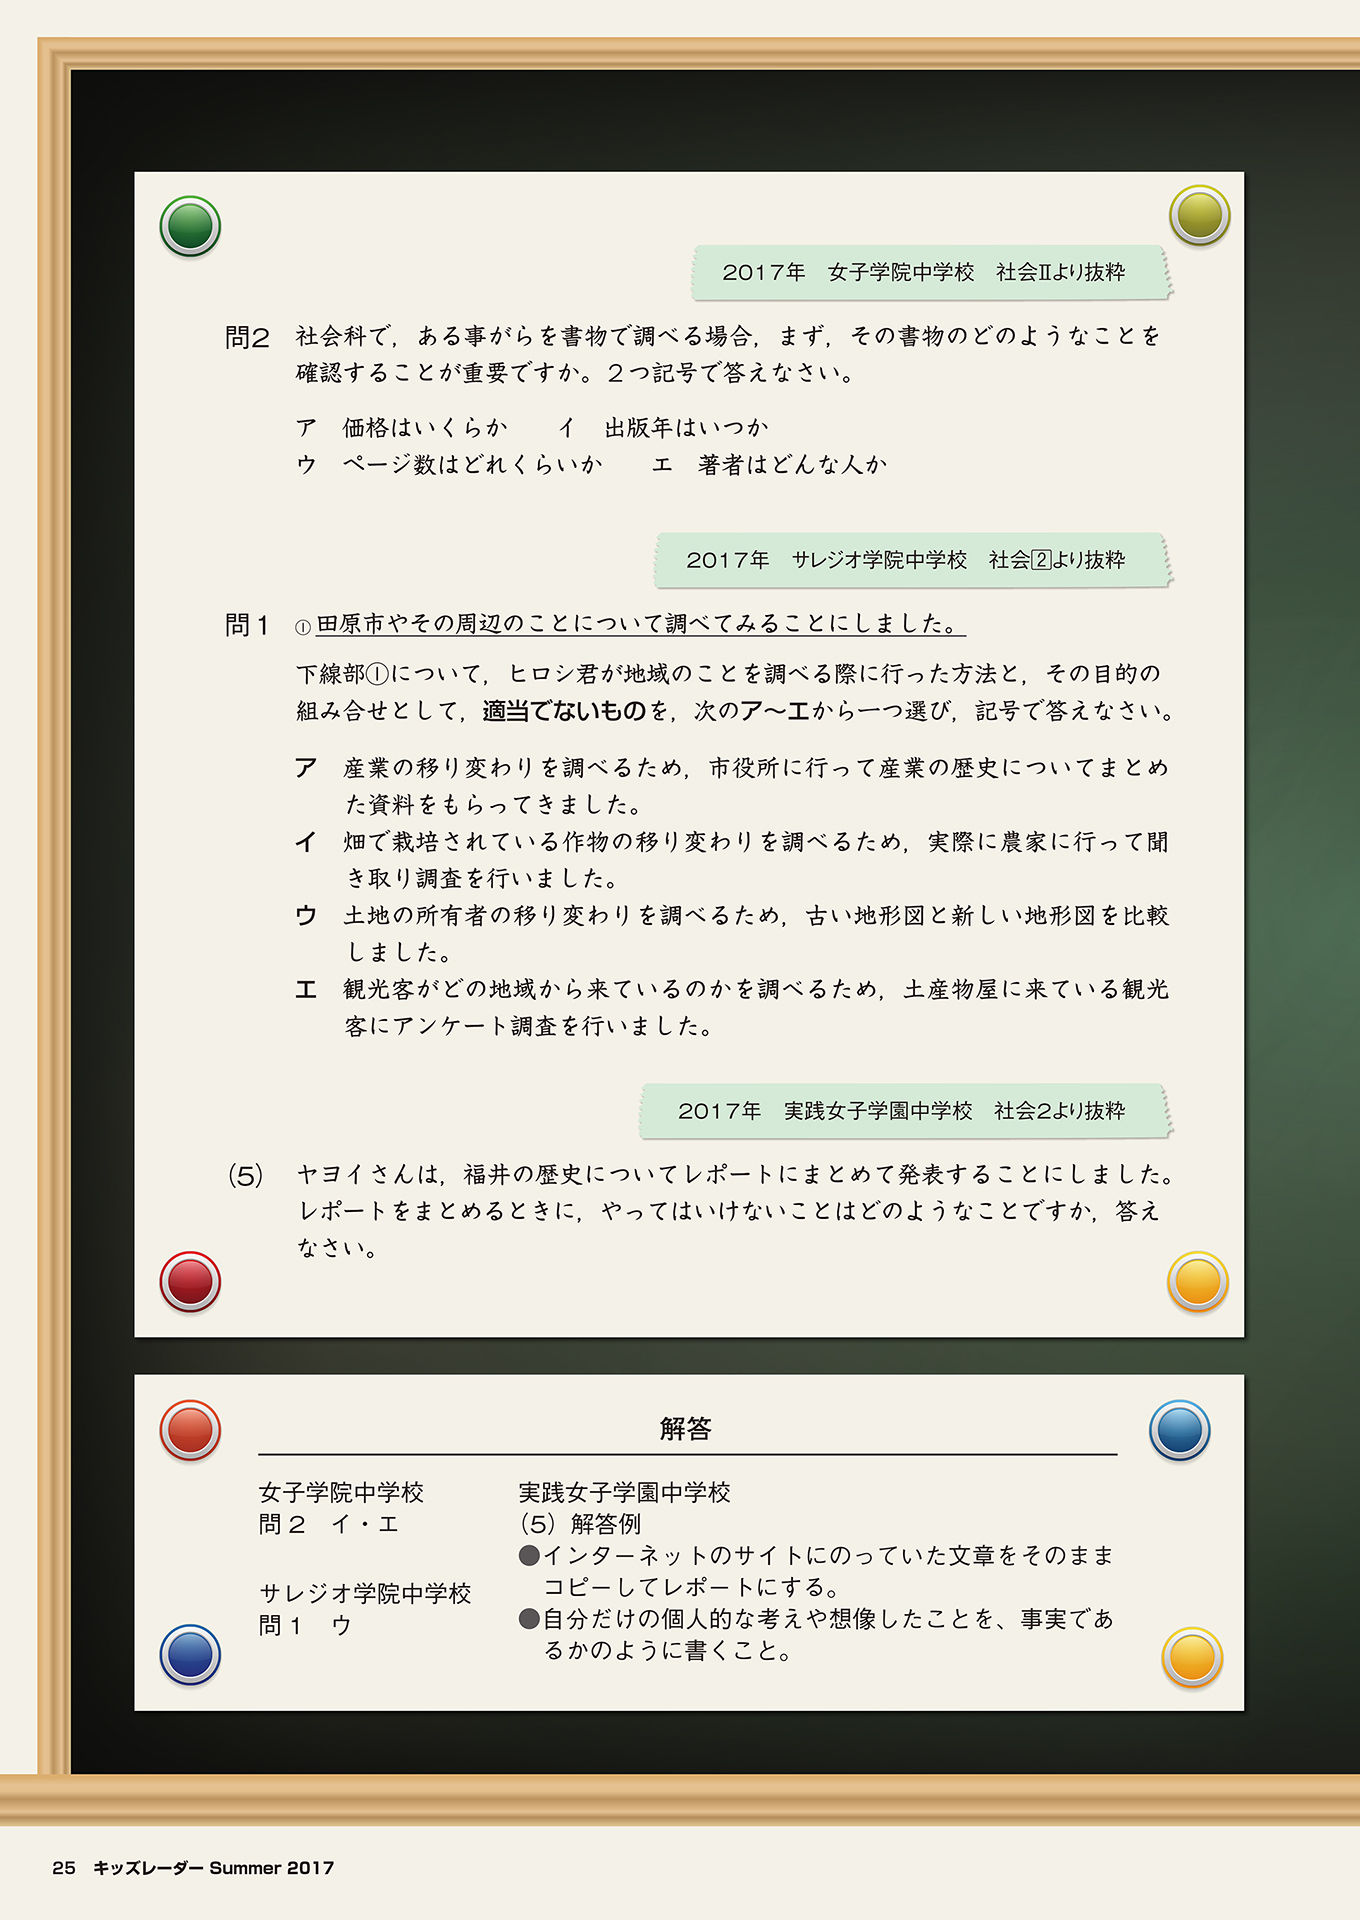 2017年　女子学院中学校　社会Ⅱより抜粋
問2　社会科で，ある事がらを書物で調べる場合，まず，その書物のどのようなことを
確認することが重要ですか。２つ記号で答えなさい。
ア　価格はいくらか　　イ　出版年はいつか
ウ　ページ数はどれくらいか　　エ　著者はどんな人か
2017年　サレジオ学院中学校　社会2より抜粋
問1　①田原市やその周辺のことについて調べてみることにしました。
下線部①について，ヒロシ君が地域のことを調べる際に行った方法と，その目的の
組み合せとして，適当でないものを，次のア〜エから一つ選び，記号で答えなさい。
ア　産業の移り変わりを調べるため，市役所に行って産業の歴史についてまとめ
た資料をもらってきました。
イ　畑で栽培されている作物の移り変わりを調べるため，実際に農家に行って聞
き取り調査を行いました。
ウ　土地の所有者の移り変わりを調べるため，古い地形図と新しい地形図を比較
しました。
エ　観光客がどの地域から来ているのかを調べるため，土産物屋に来ている観光
客にアンケート調査を行いました。
2017年　実践女子学園中学校　社会2より抜粋
（5）　ヤヨイさんは，福井の歴史についてレポートにまとめて発表することにしました。
レポートをまとめるときに，やってはいけないことはどのようなことですか，答え
なさい。
解答
女子学院中学校
問2　イ・エ
サレジオ学院中学校
問1　ウ
実践女子学園中学校
（5）解答例
●インターネットのサイトにのっていた文章をそのまま
コピーしてレポートにする。
●自分だけの個人的な考えや想像したことを、事実であ
るかのように書くこと。
25　キッズレーダー Summer 2017